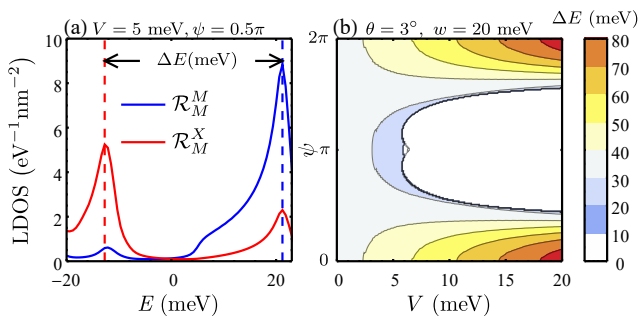 (a) V = 5 meV, ψ = 0.5π
(b) θ = 3°, w = 20 meV
ΔE (meV)
ΔE(meV)
LDOS (eV⁻¹nm⁻²)
10
8
6
4
2
0
ℛ_M^M
ℛ_M^X
−20
−10
0
10
20
E (meV)
2π
ψ
π
0
0
5
10
15
20
V (meV)
80
70
60
50
40
30
20
10
0